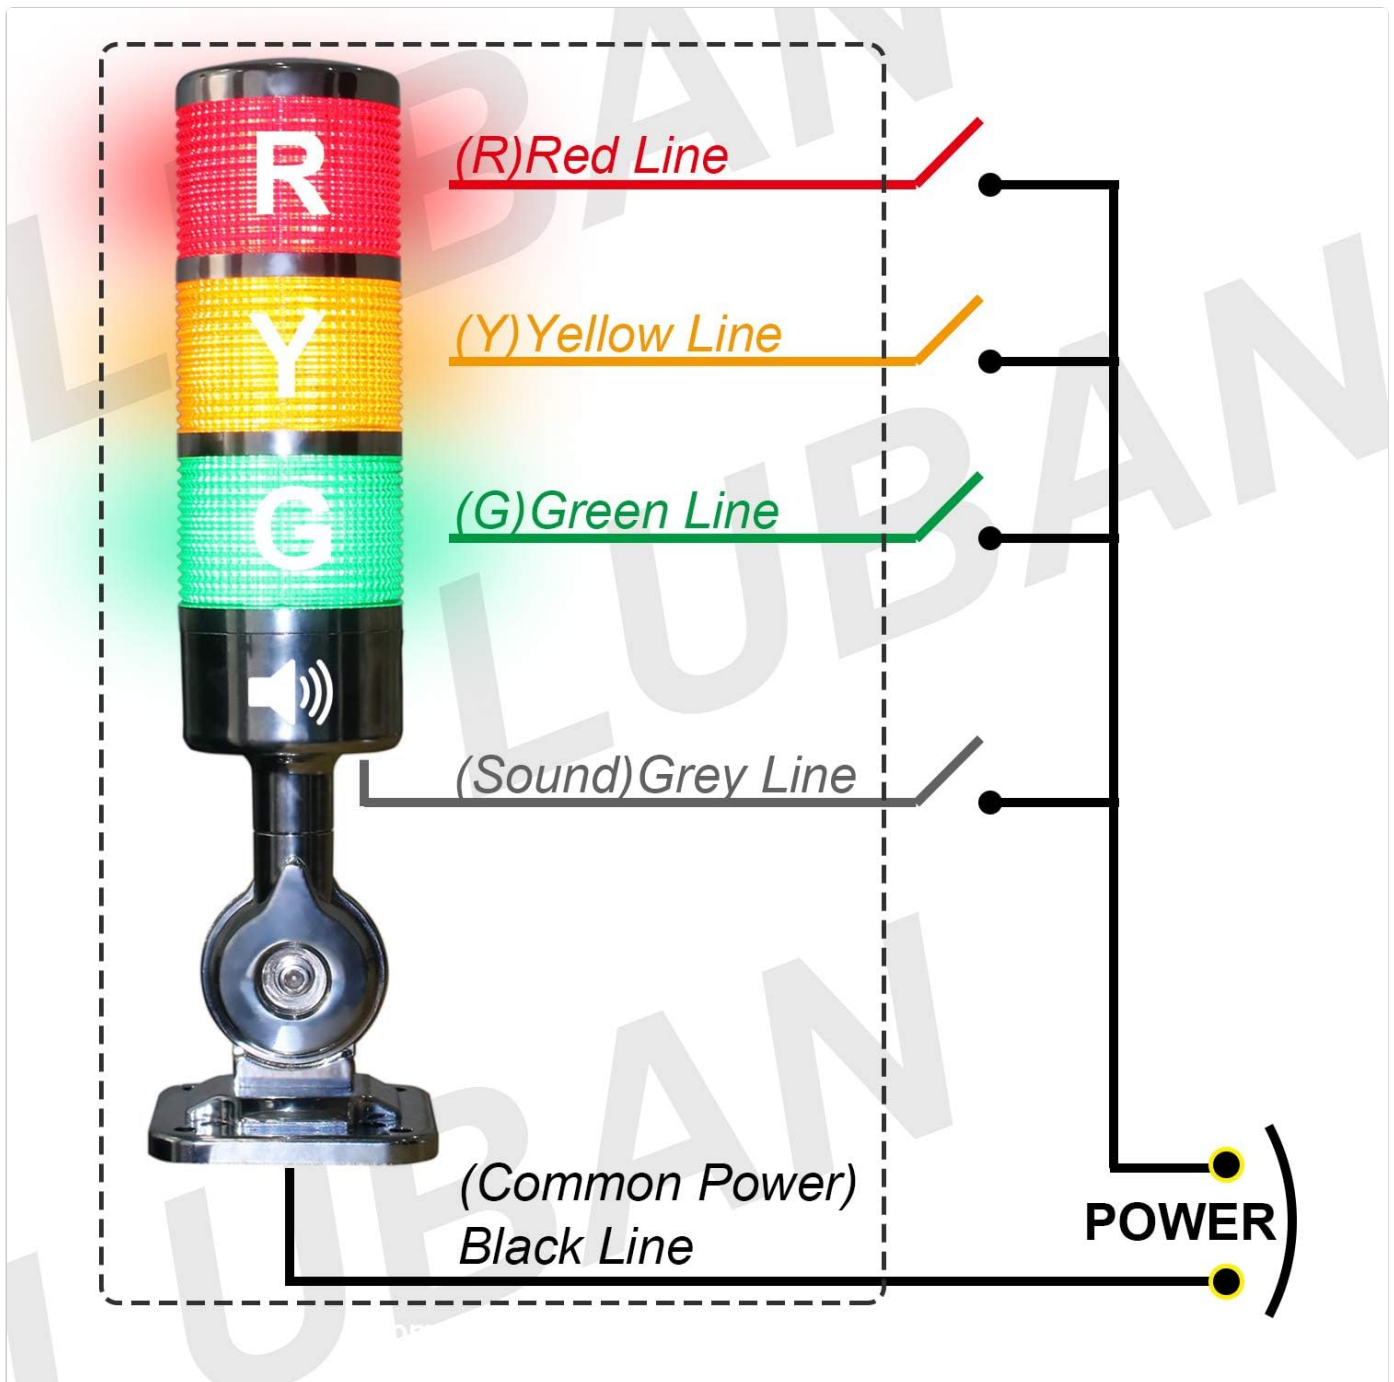 LUBAN
R
(R)Red Line
Y
(Y)Yellow Line
G
(G)Green Line
LUBAN
(Sound)Grey Line
(Common Power)
Black Line
POWER
LUBAN